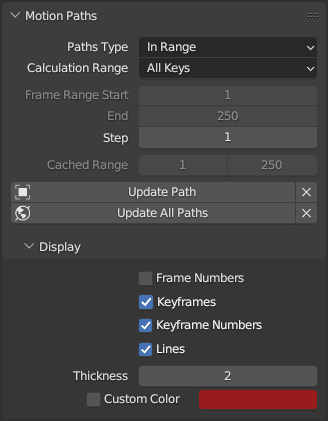 Motion Paths
Paths Type In Range
Calculation Range All Keys
Frame Range Start 1
End 250
Step 1
Cached Range 1 250
Update Path
Update All Paths
Display
Frame Numbers
Keyframes
Keyframe Numbers
Lines
Thickness 2
Custom Color